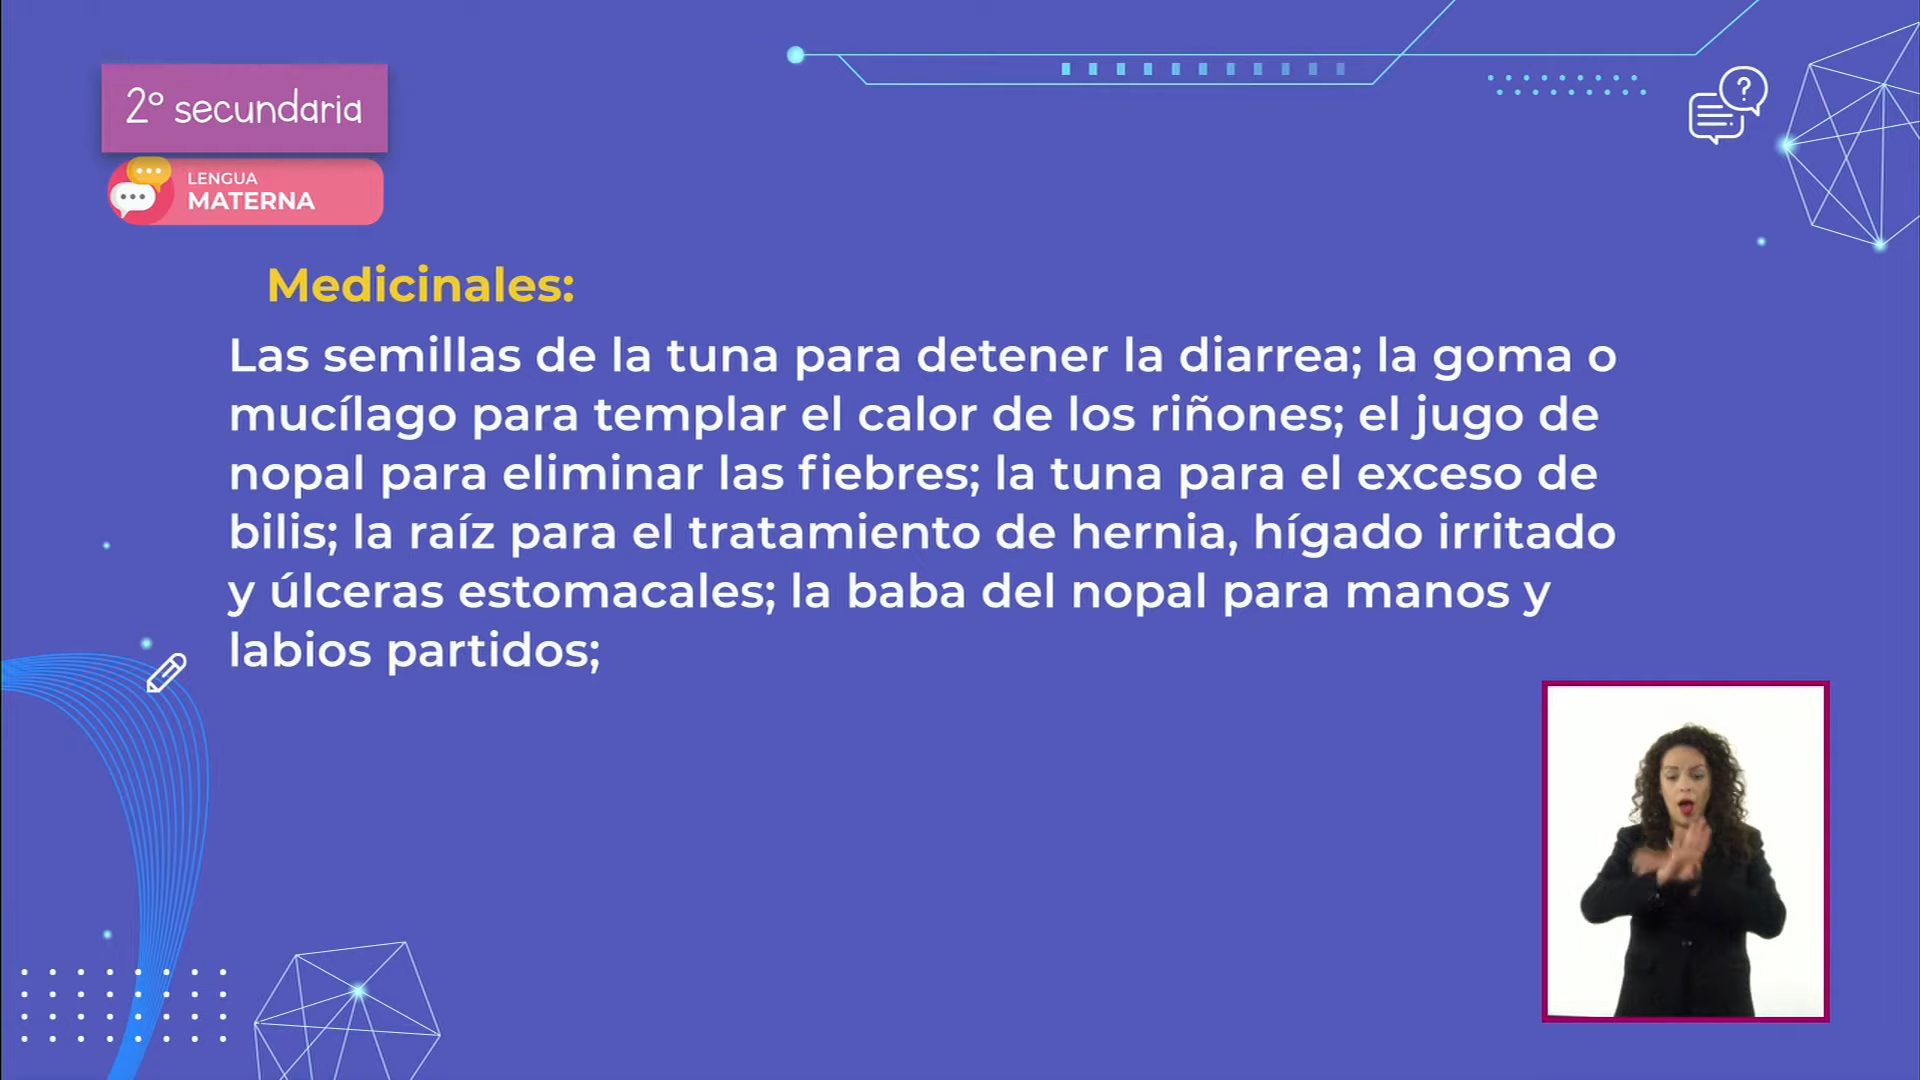 2° secundaria
LENGUA
MATERNA
Medicinales:
Las semillas de la tuna para detener la diarrea; la goma o
mucílago para templar el calor de los riñones; el jugo de
nopal para eliminar las fiebres; la tuna para el exceso de
bilis; la raíz para el tratamiento de hernia, hígado irritado
y úlceras estomacales; la baba del nopal para manos y
labios partidos;